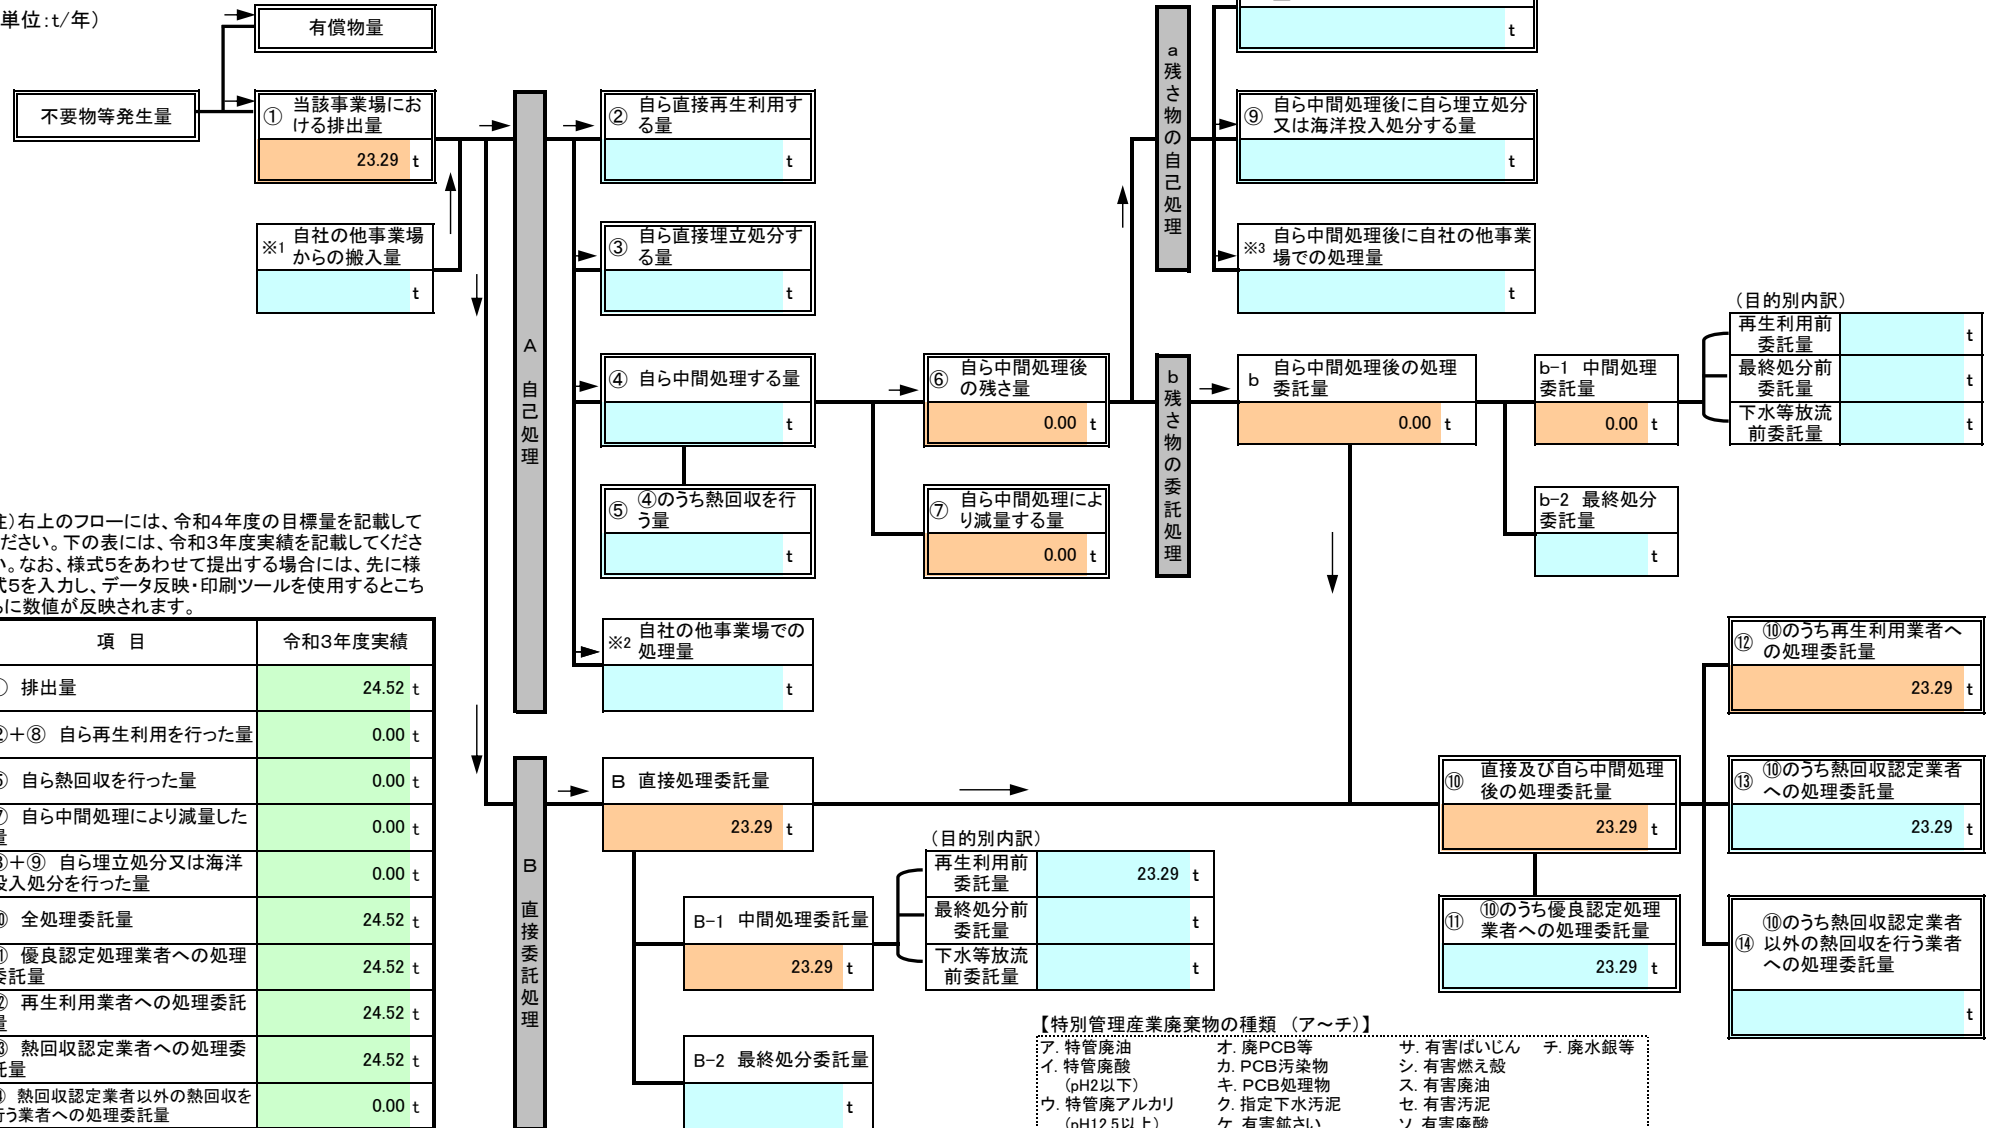 単位:t/年）
有償物量
t
不要物等発生量
① 当該事業場にお
ける排出量
23.29 t
※1 自社の他事業場
からの搬入量
t
A 自己処理
② 自ら直接再生利用す
る量
t
③ 自ら直接埋立処分す
る量
t
④ 自ら中間処理する量
t
⑤ ④のうち熱回収を行
う量
t
※2 自社の他事業場での
処理量
t
⑥ 自ら中間処理後
の残さ量
0.00 t
⑦ 自ら中間処理によ
り減量する量
0.00 t
a 残さ物の自己処理
⑨ 自ら中間処理後に自ら埋立処分
又は海洋投入処分する量
t
※3 自ら中間処理後に自社の他事業
場での処理量
t
b 残さ物の委託処理
b 自ら中間処理後の処理
委託量
0.00 t
b-1 中間処理
委託量
0.00 t
b-2 最終処分
委託量
t
（目的別内訳）
再生利用前
委託量
t
最終処分前
委託量
t
下水等放流
前委託量
t
注）右上のフローには、令和4年度の目標量を記載して
ください。下の表には、令和3年度実績を記載してくださ
い。なお、様式5をあわせて提出する場合には、先に様
式5を入力し、データ反映・印刷ツールを使用するとこち
らに数値が反映されます。
項 目 令和3年度実績
排出量 24.52 t
②＋⑧ 自ら再生利用を行った量 0.00 t
⑤ 自ら熱回収を行った量 0.00 t
⑦ 自ら中間処理により減量した
量 0.00 t
③＋⑨ 自ら埋立処分又は海洋
投入処分を行った量 0.00 t
⑩ 全処理委託量 24.52 t
⑪ 優良認定処理業者への処理
委託量 24.52 t
⑫ 再生利用業者への処理委託
量 24.52 t
⑬ 熱回収認定業者への処理委
託量 24.52 t
⑭ 熱回収認定業者以外の熱回収を
行う業者への処理委託量 0.00 t
B 直接委託処理
B 直接処理委託量
23.29 t
B-1 中間処理委託量
23.29 t
B-2 最終処分委託量
t
（目的別内訳）
再生利用前
委託量
23.29 t
最終処分前
委託量
t
下水等放流
前委託量
t
⑩ 直接及び自ら中間処理
後の処理委託量
23.29 t
⑪ ⑩のうち優良認定処理
業者への処理委託量
23.29 t
⑫ ⑩のうち再生利用業者へ
の処理委託量
23.29 t
⑬ ⑩のうち熱回収認定業者
への処理委託量
23.29 t
⑭ ⑩のうち熱回収認定業者
以外の熱回収を行う業者
への処理委託量
t
【特別管理産業廃棄物の種類 （ア～チ）】
ア. 特管廃油 オ. 廃PCB等 サ. 有害ばいじん チ. 廃水銀等
イ. 特管廃酸 カ. PCB汚染物 シ. 有害燃え殻
（pH2以下） キ. PCB処理物 ス. 有害廃油
ウ. 特管廃アルカリ ク. 指定下水汚泥 セ. 有害汚泥
（pH12.5以上） ケ. 有害鉱さい ソ. 有害廃酸